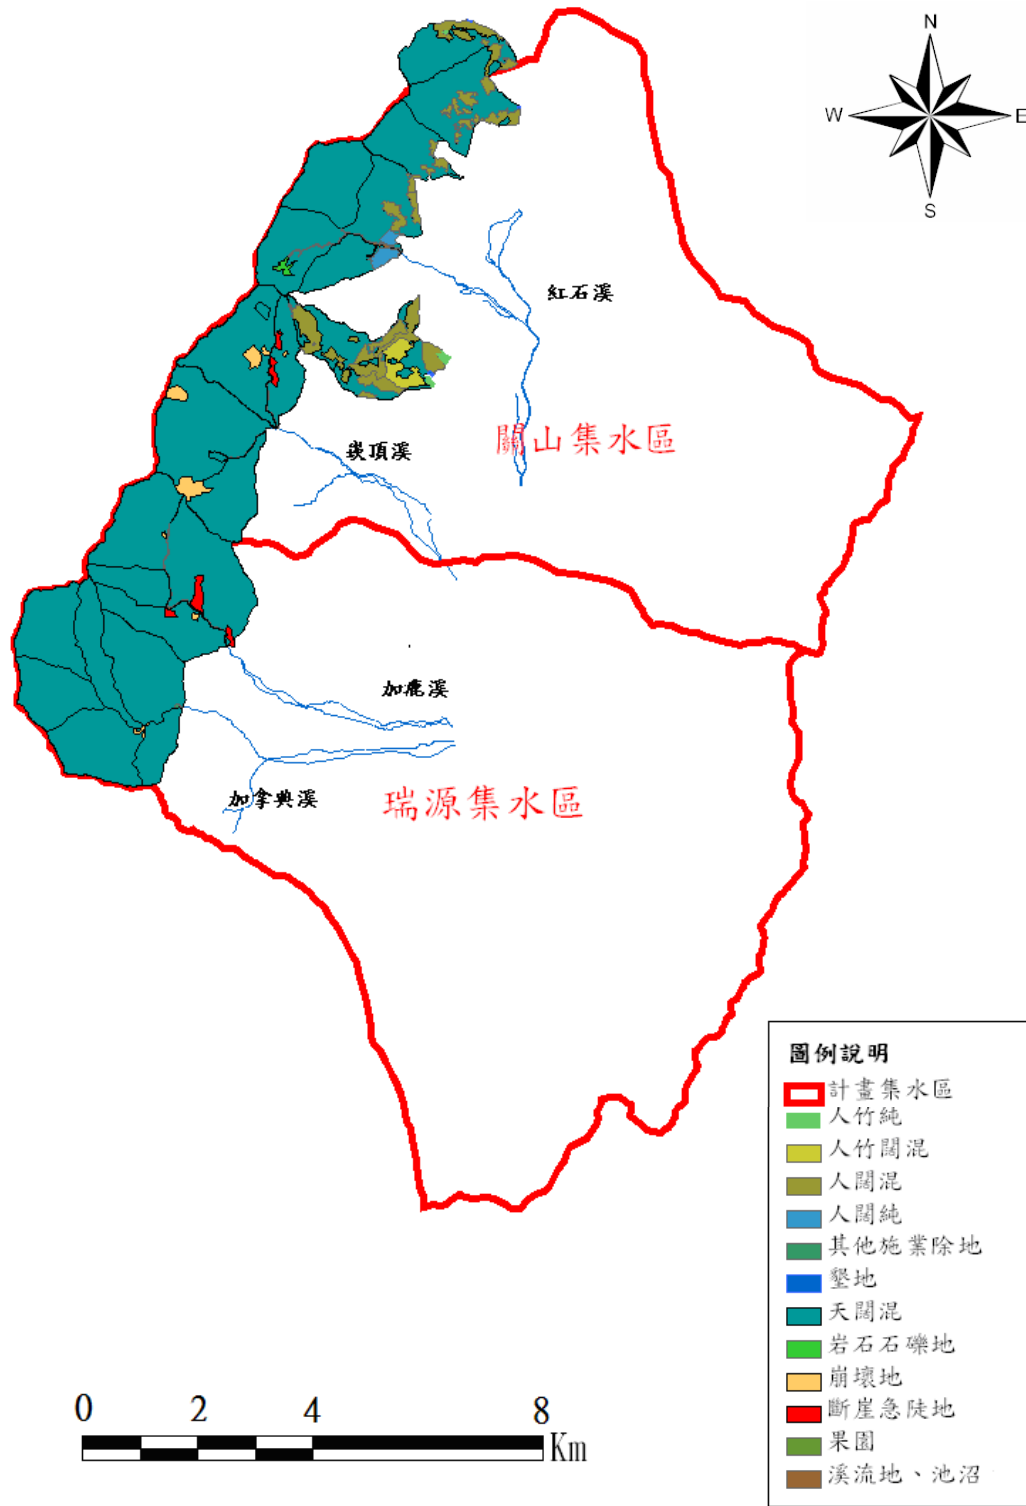 N
W
E
S
紅石溪
關山集水區
崁頂溪
加鹿溪
瑞源集水區
加拿典溪
圖例說明
計畫集水區
人竹純
人竹闊混
人闊混
人闊純
其他施業除地
墾地
天闊混
岩石石礫地
崩壞地
斷崖急陡地
果園
溪流地、池沼
0 2 4 8
Km